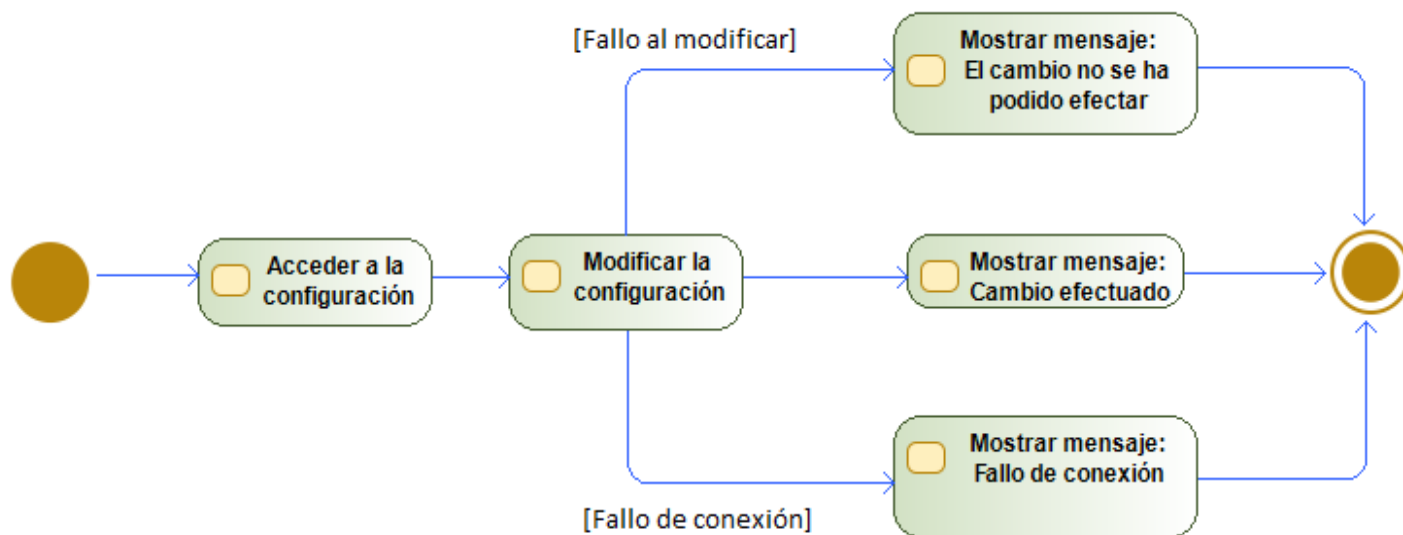 [Fallo al modificar]
Mostrar mensaje:
El cambio no se ha
podido efectar
Acceder a la
configuración
Modificar la
configuración
Mostrar mensaje:
Cambio efectuado
Mostrar mensaje:
Fallo de conexión
[Fallo de conexión]